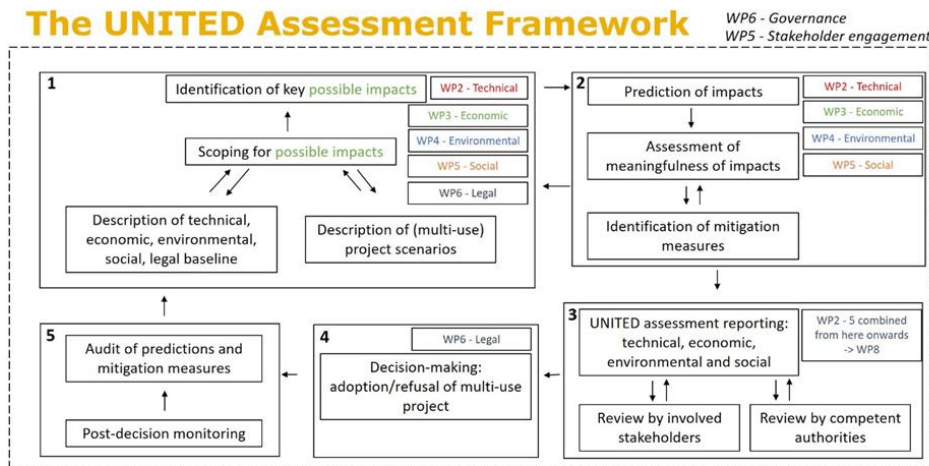 The UNITED Assessment Framework
WP6 - Governance
WP5 - Stakeholder engagement
1
Identification of key possible impacts
WP2 - Technical
WP3 - Economic
Scoping for possible impacts
WP4 - Environmental
WP5 - Social
WP6 - Legal
Description of technical,
economic, environmental,
social, legal baseline
Description of (multi-use)
project scenarios
2
Prediction of impacts
WP2 - Technical
WP3 - Economic
Assessment of
meaningfulness of impacts
WP4 - Environmental
WP5 - Social
Identification of mitigation
measures
3
UNITED assessment reporting:
technical, economic,
environmental and social
WP2 - 5 combined
from here onwards
-> WP8
Review by involved
stakeholders
Review by competent
authorities
4
WP6 - Legal
Decision-making:
adoption/refusal of multi-use
project
5
Audit of predictions and
mitigation measures
Post-decision monitoring